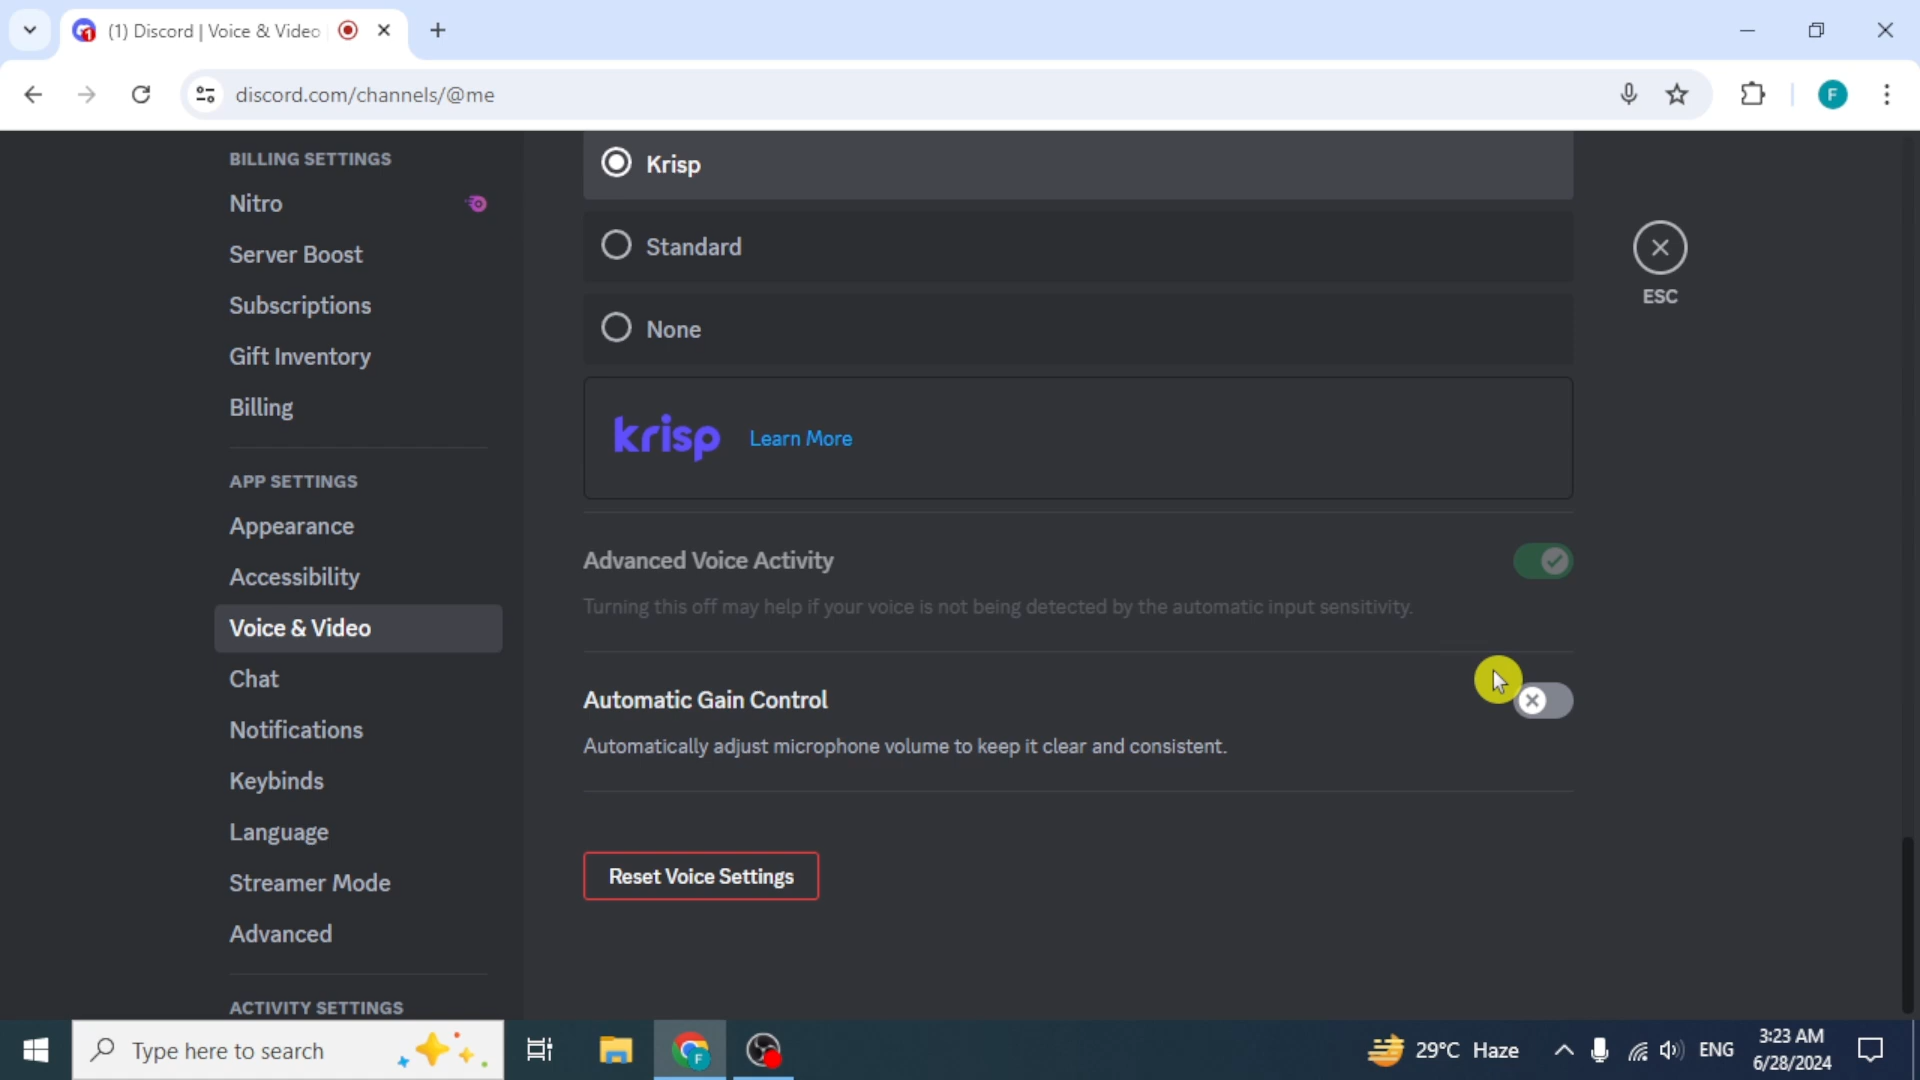 (1) Discord | Voice & Video
discord.com/channels/@me
F
BILLING SETTINGS
Nitro
Server Boost
Subscriptions
Gift Inventory
Billing
APP SETTINGS
Appearance
Accessibility
Voice & Video
Chat
Notifications
Keybinds
Language
Streamer Mode
Advanced
ACTIVITY SETTINGS
Krisp
Standard
None
krisp Learn More
Advanced Voice Activity
Turning this off may help if your voice is not being detected by the automatic input sensitivity.
Automatic Gain Control
Automatically adjust microphone volume to keep it clear and consistent.
Reset Voice Settings
ESC
Type here to search
F
29°C Haze
ENG
3:23 AM
6/28/2024